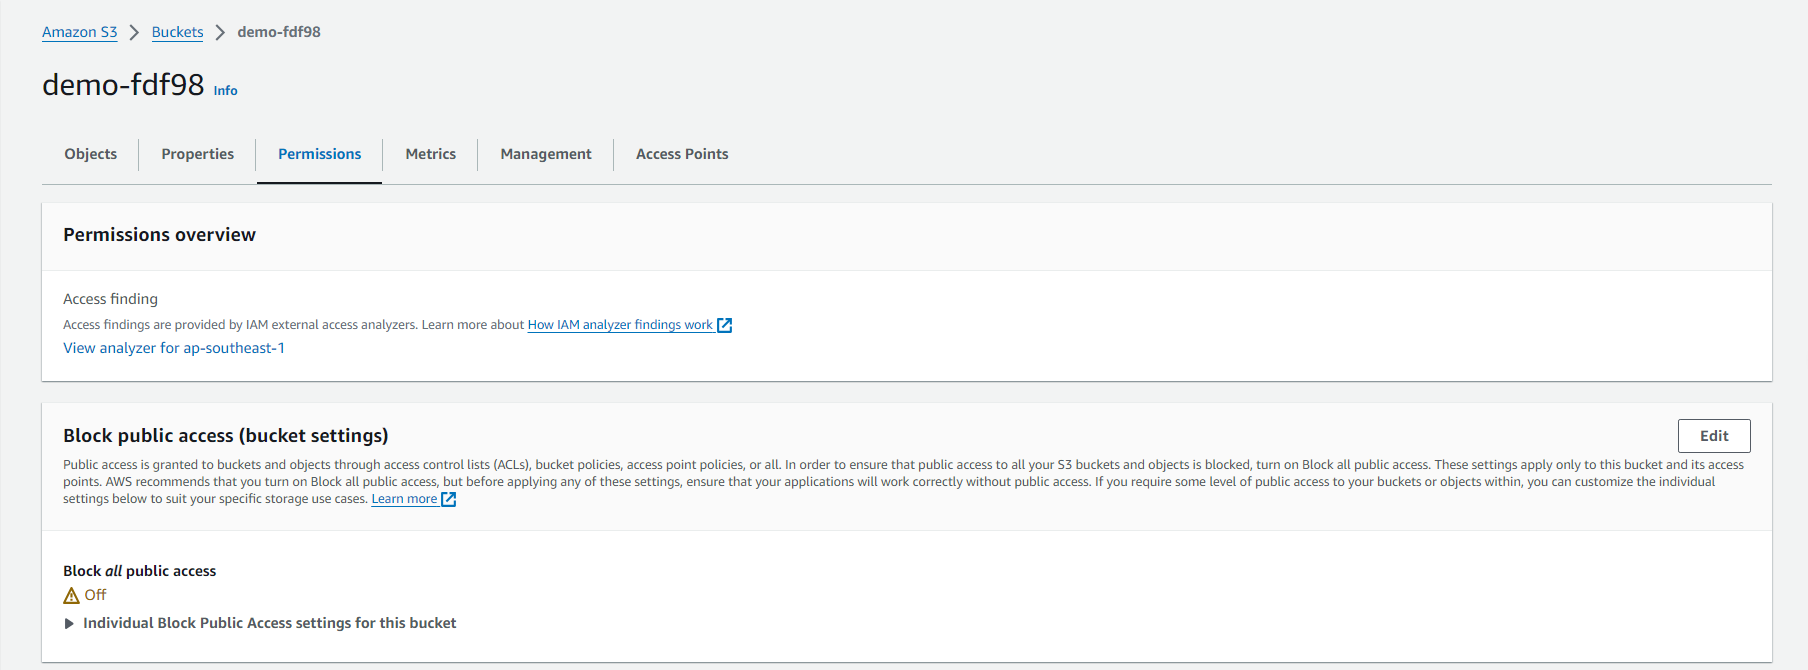 Amazon S3 > Buckets > demo-fdf98
demo-fdf98 Info
Objects Properties Permissions Metrics Management Access Points
Permissions overview
Access finding
Access findings are provided by IAM external access analyzers. Learn more about How IAM analyzer findings work
View analyzer for ap-southeast-1
Block public access (bucket settings)
Edit
Public access is granted to buckets and objects through access control lists (ACLs), bucket policies, access point policies, or all. In order to ensure that public access to all your S3 buckets and objects is blocked, turn on Block all public access. These settings apply only to this bucket and its access
points. AWS recommends that you turn on Block all public access, but before applying any of these settings, ensure that your applications will work correctly without public access. If you require some level of public access to your buckets or objects within, you can customize the individual
settings below to suit your specific storage use cases. Learn more
Block all public access
Off
Individual Block Public Access settings for this bucket